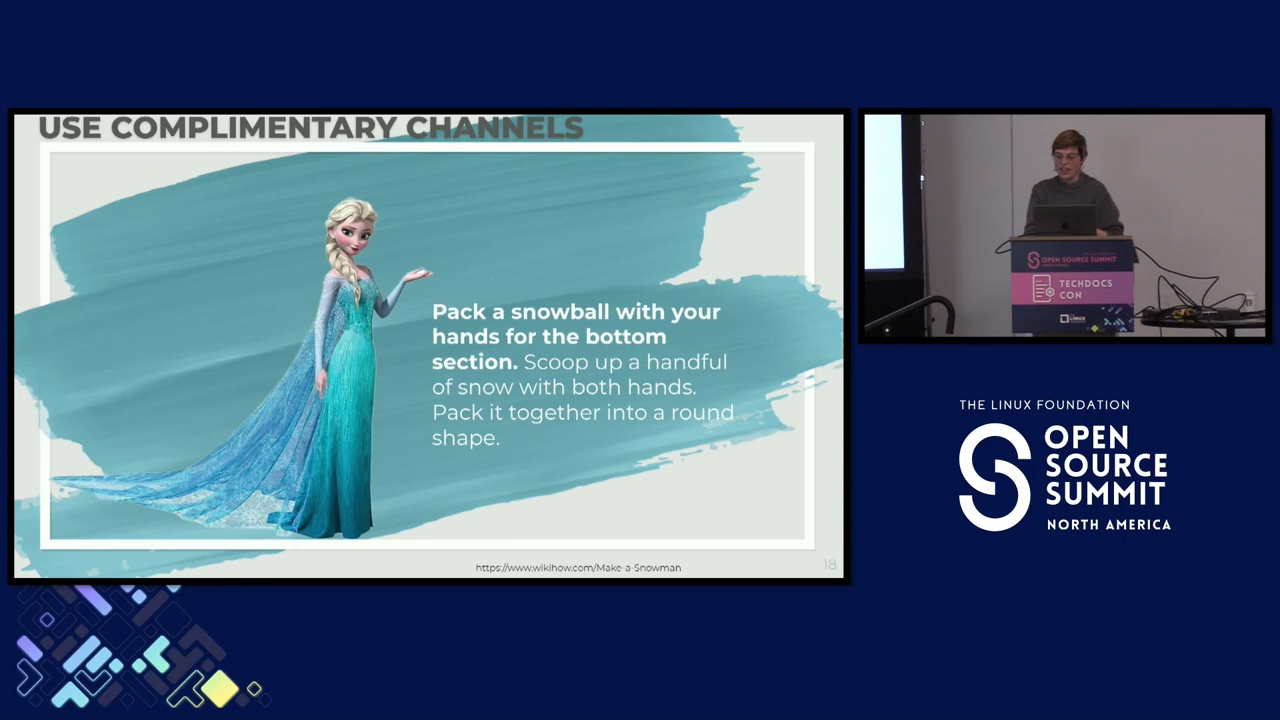 USE COMPLIMENTARY CHANNELS
Pack a snowball with your
hands for the bottom
section. Scoop up a handful
of snow with both hands.
Pack it together into a round
shape.
https://www.wikihow.com/Make-a-Snowman
18
OPEN SOURCE SUMMIT
TECHDOCS
CON
LINUX
THE LINUX FOUNDATION
OPEN
SOURCE
SUMMIT
NORTH AMERICA